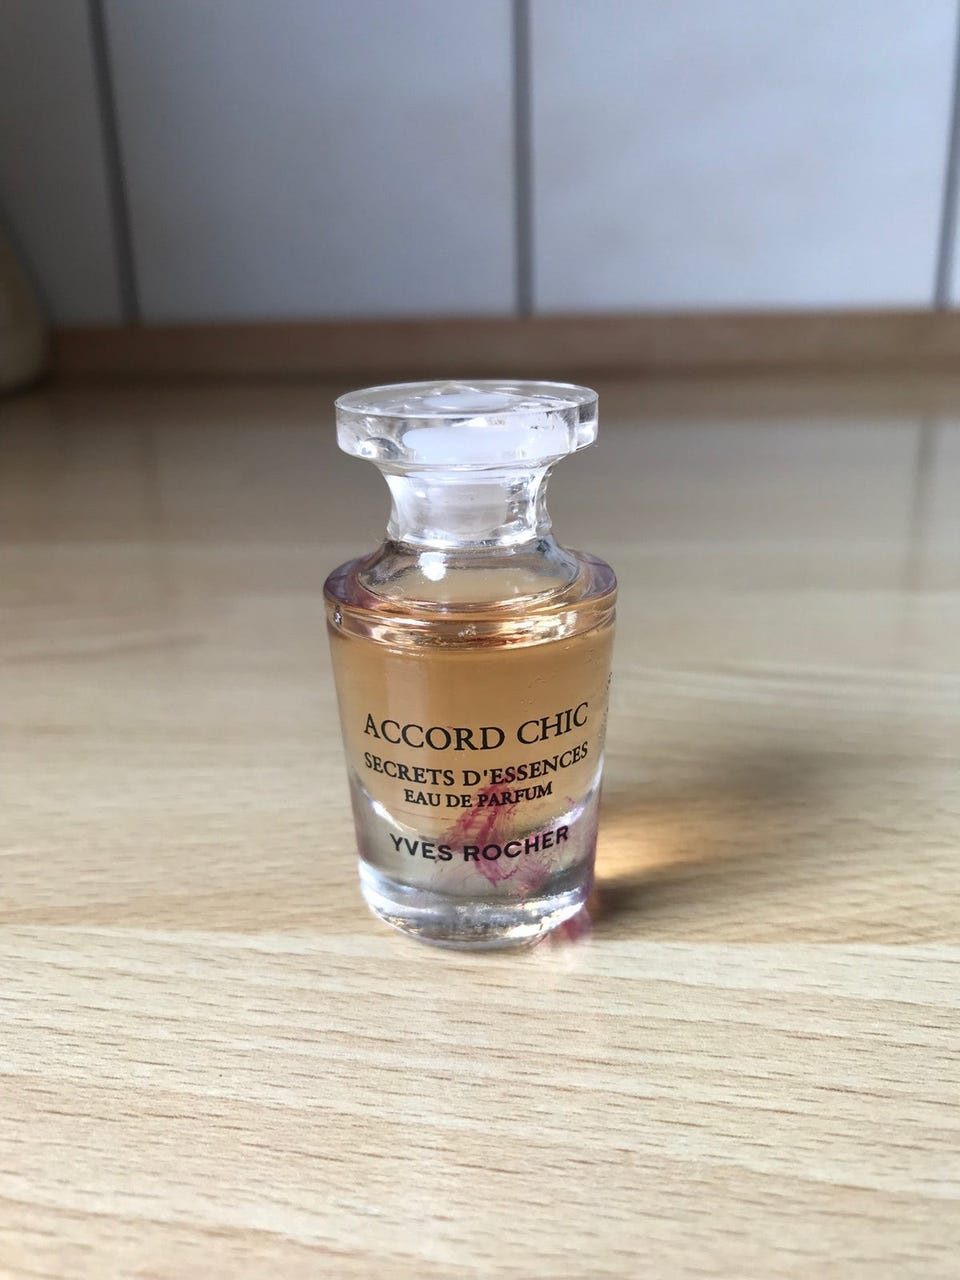 ACCORD CHIC
SECRETS D'ESSENCES
EAU DE PARFUM
YVES ROCHER